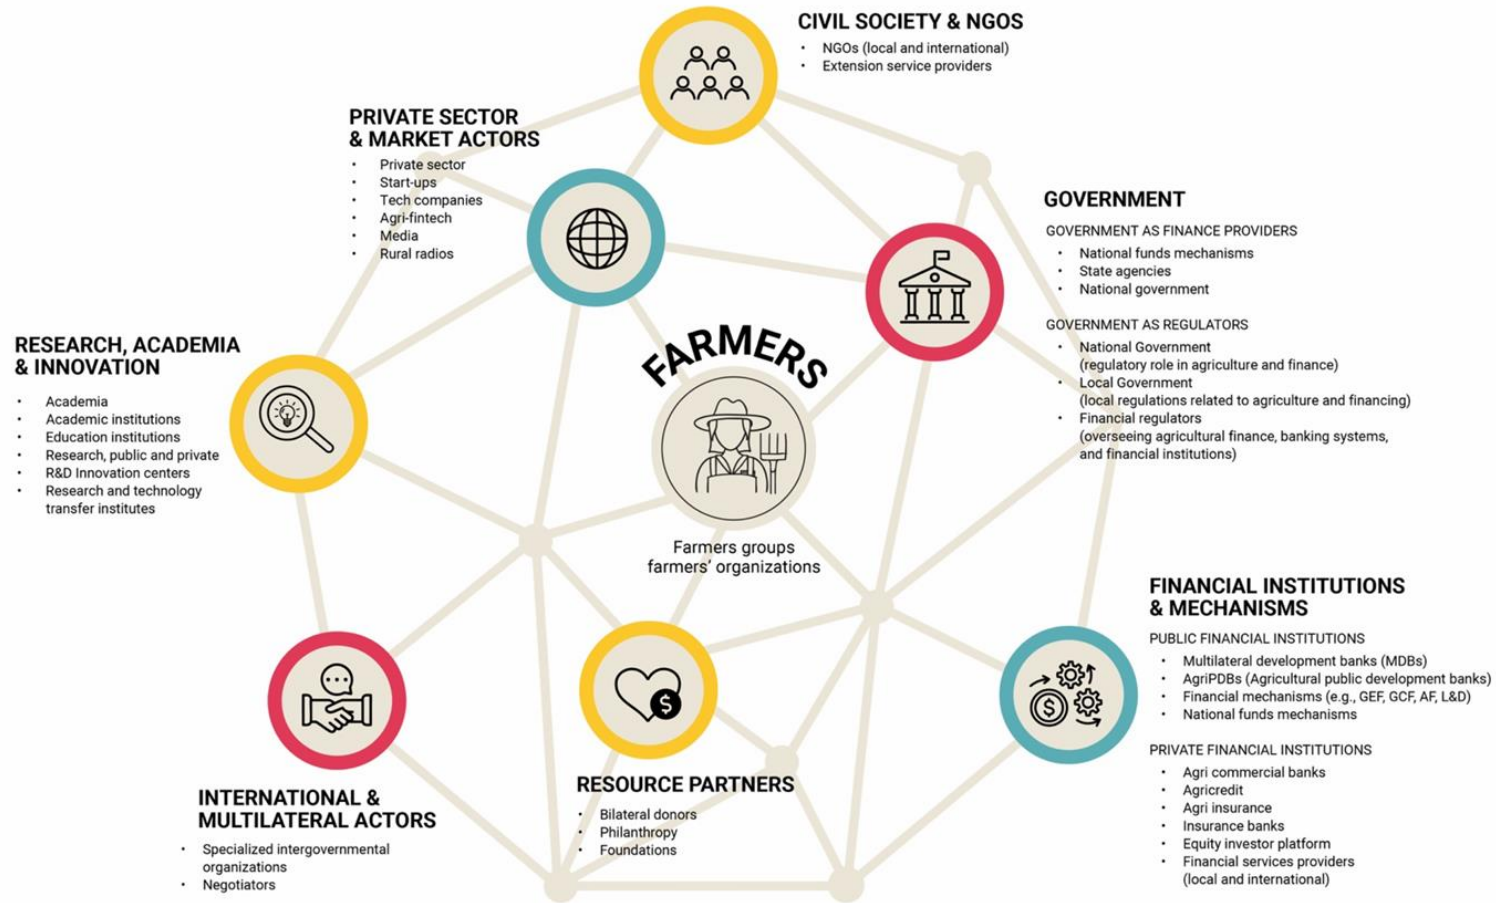 CIVIL SOCIETY & NGOS
• NGOs (local and international)
• Extension service providers
PRIVATE SECTOR
& MARKET ACTORS
• Private sector
• Start-ups
• Tech companies
• Agri-fintech
• Media
• Rural radios
GOVERNMENT
GOVERNMENT AS FINANCE PROVIDERS
• National funds mechanisms
• State agencies
• National government
GOVERNMENT AS REGULATORS
• National Government
(regulatory role in agriculture and finance)
• Local Government
(local regulations related to agriculture and financing)
• Financial regulators
(overseeing agricultural finance, banking systems,
and financial institutions)
RESEARCH, ACADEMIA
& INNOVATION
• Academia
• Academic institutions
• Education institutions
• Research, public and private
• R&D Innovation centers
• Research and technology
transfer institutes
FARMERS
Farmers groups
farmers' organizations
FINANCIAL INSTITUTIONS
& MECHANISMS
PUBLIC FINANCIAL INSTITUTIONS
• Multilateral development banks (MDBs)
• AgriPDBs (Agricultural public development banks)
• Financial mechanisms (e.g., GEF, GCF, AF, L&D)
• National funds mechanisms
PRIVATE FINANCIAL INSTITUTIONS
• Agri commercial banks
• Agricredit
• Agri insurance
• Insurance banks
• Equity investor platform
• Financial services providers
(local and international)
$
$
RESOURCE PARTNERS
• Bilateral donors
• Philanthropy
• Foundations
INTERNATIONAL &
MULTILATERAL ACTORS
• Specialized intergovernmental
organizations
• Negotiators